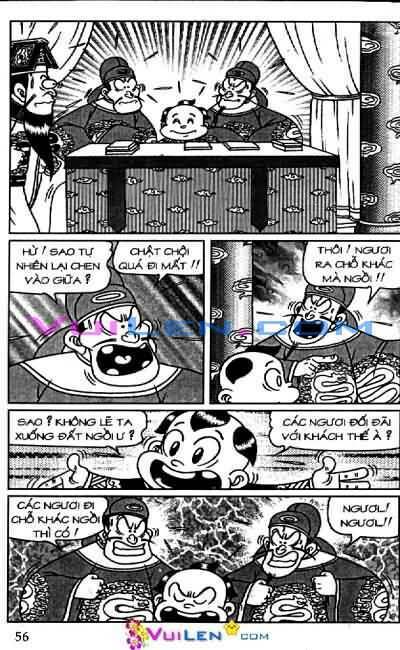 HỪ! SAO TỰ
NHIÊN LẠI CHEN
VÀO GIỮA?
CHẬT CHỘI
QUÁ ĐI MẤT!!
THÔI! NGƯƠI
RA CHỖ KHÁC
MÀ NGỒI!!
VUILEN.COM
SAO? KHÔNG LẼ TA
XUỐNG ĐẤT NGỒI Ư?
CÁC NGƯƠI ĐỐI ĐÃI
VỚI KHÁCH THẾ À?
CÁC NGƯƠI ĐI
CHỖ KHÁC NGỒI
THÌ CÓ!
NGƯƠI..!
NGƯƠI..!!
56
VUILEN.COM